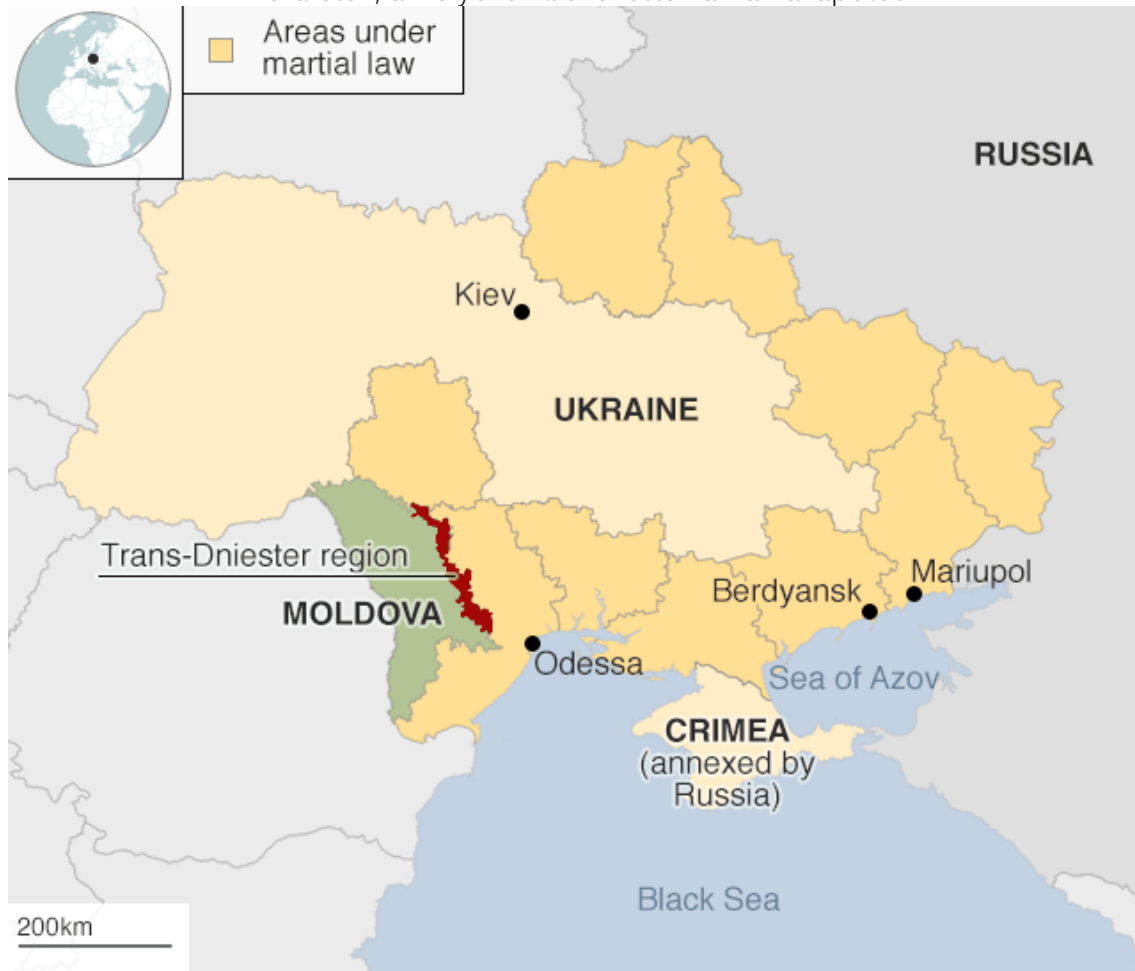 Areas under
martial law
RUSSIA
Kiev
UKRAINE
Trans-Dniester region
MOLDOVA
Mariupol
Berdyansk
Odessa
Sea of Azov
CRIMEA
(annexed by
Russia)
Black Sea
200km